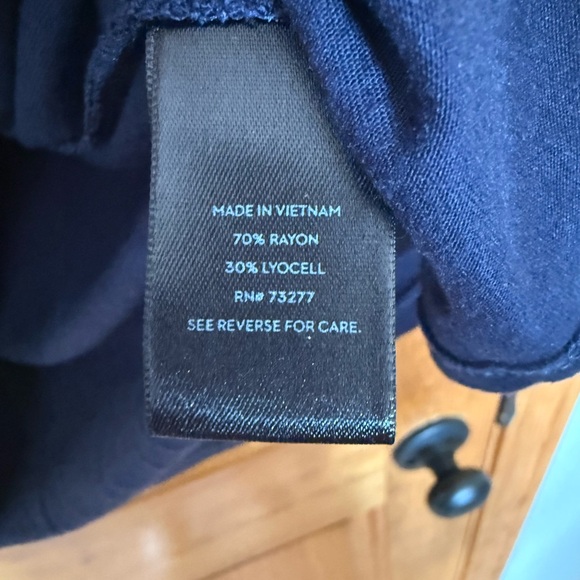 MADE IN VIETNAM
70% RAYON
30% LYOCELL
RN# 73277
SEE REVERSE FOR CARE.